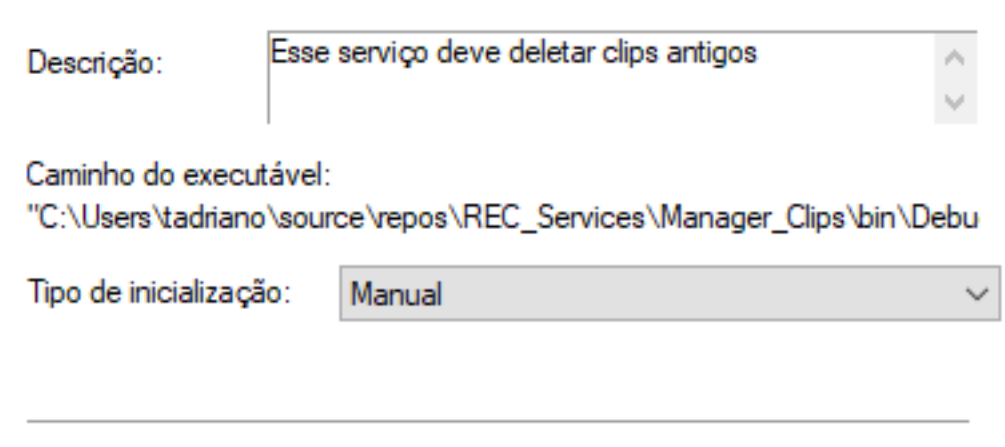 Descrição:
Esse serviço deve deletar clips antigos
Caminho do executável:
"C:\Users\tadriano\source\repos\REC_Services\Manager_Clips\bin\Debu
Tipo de inicialização:
Manual